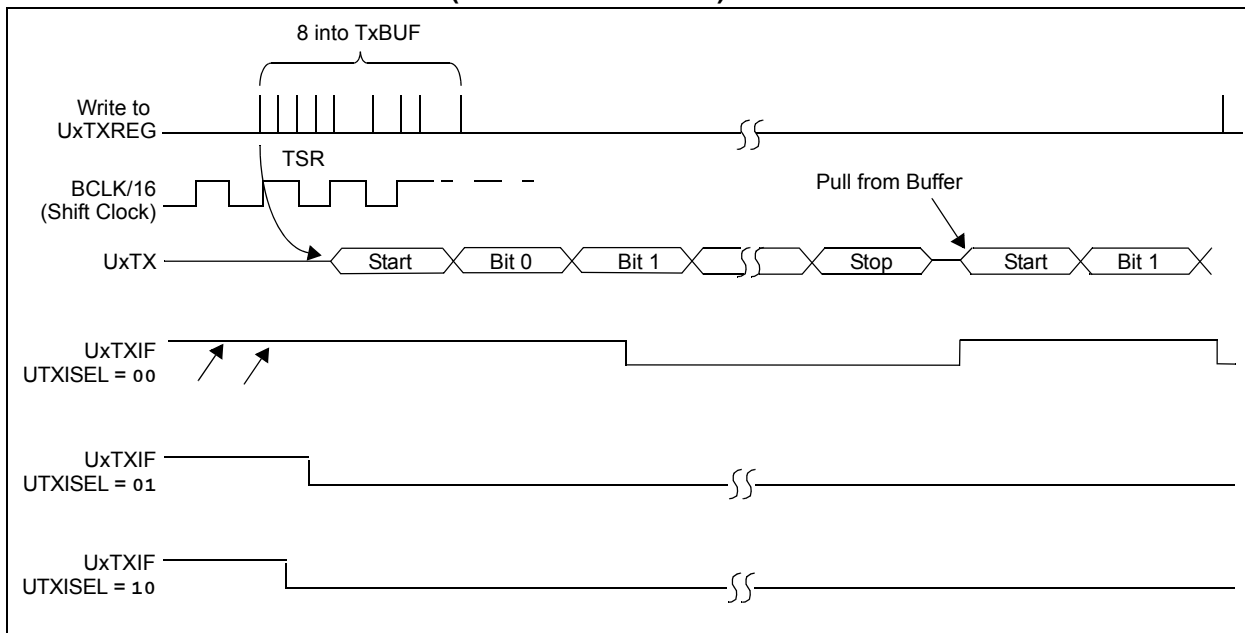 8 into TxBUF
Write to
UxTXREG
TSR
BCLK/16
(Shift Clock)
Pull from Buffer
UxTX
Start
Bit 0
Bit 1
Stop
Start
Bit 1
UxTXIF
UTXISEL = 00
UxTXIF
UTXISEL = 01
UxTXIF
UTXISEL = 10